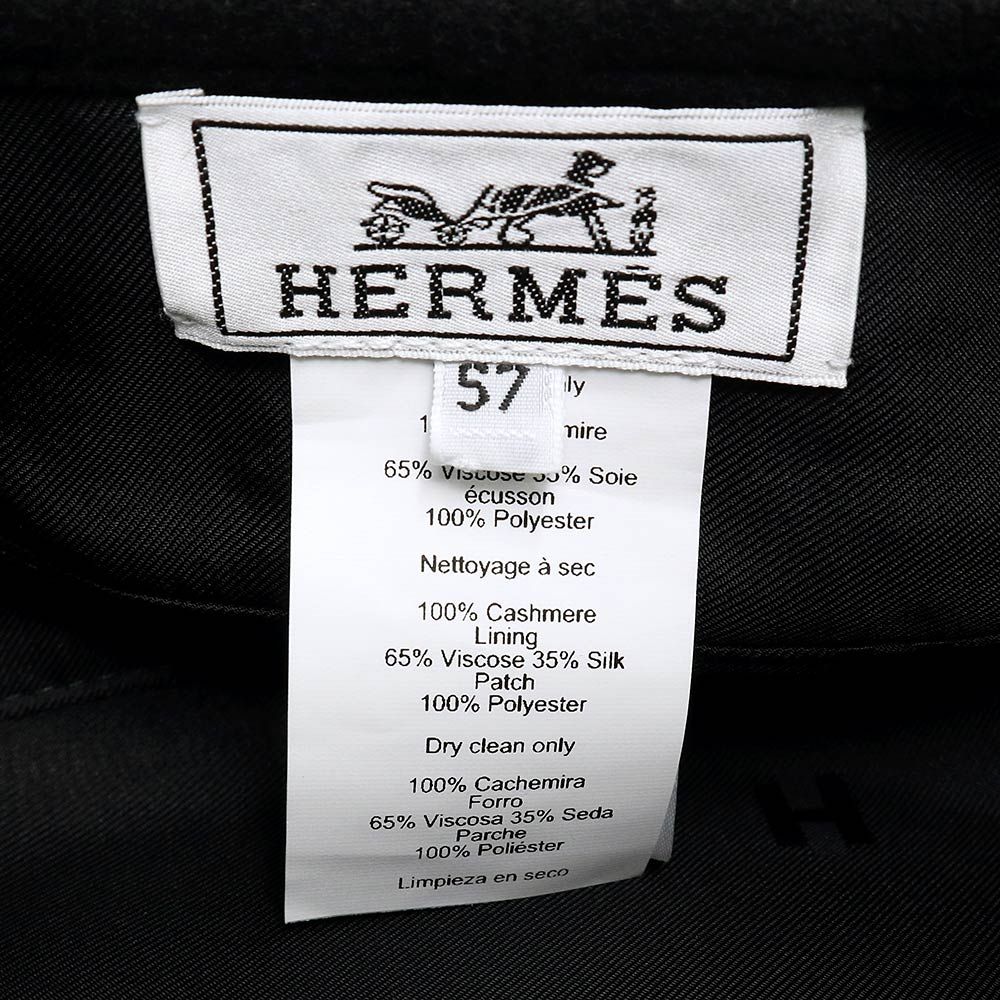 HERMÈS
57
65% Viscose 35% Soie
écusson
100% Polyester
Nettoyage à sec
100% Cashmere
Lining
65% Viscose 35% Silk
Patch
100% Polyester
Dry clean only
100% Cachemira
Forro
65% Viscosa 35% Seda
Parche
100% Poliéster
Limpieza en seco
H